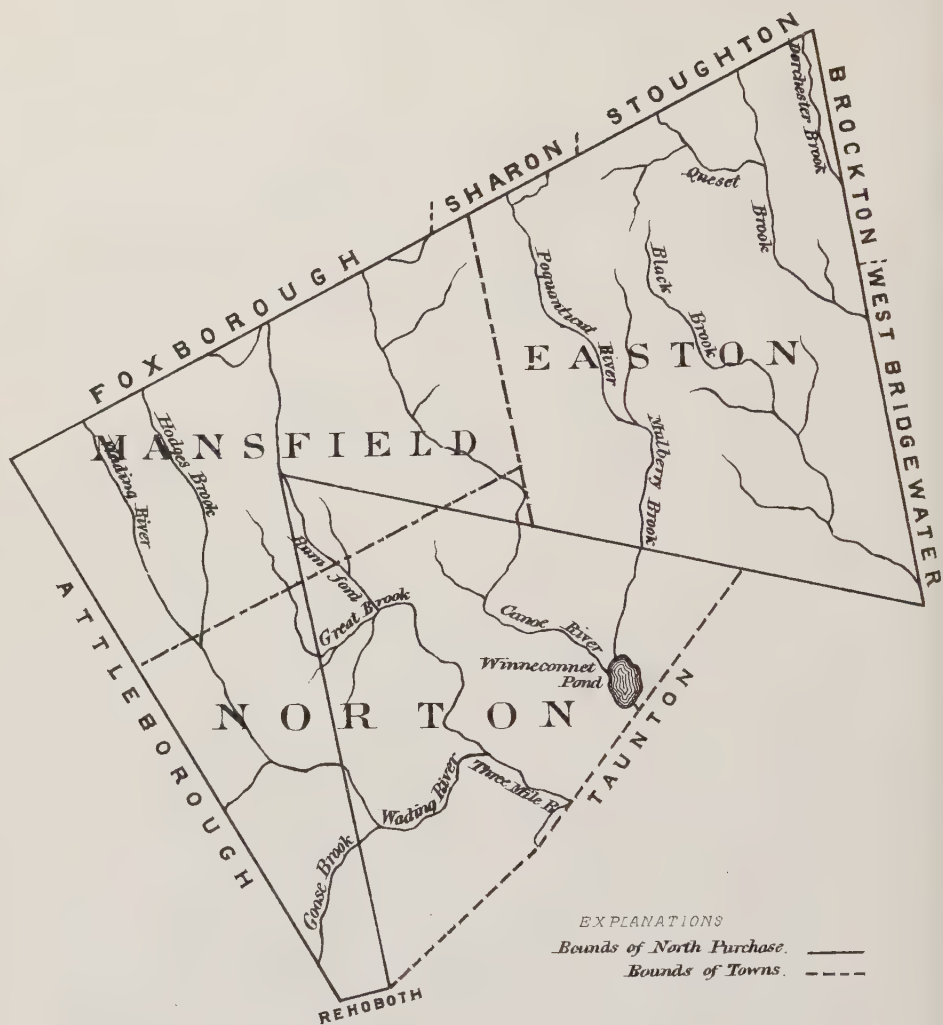 STOUGHTON
SHARON
FOXBOROUGH
BROCKTON
WEST BRIDGEWATER
Dorchester Brook
Queset
Brook
Black
Brook
Poquanticut
River
EASTON
Mulberry Brook
MANSFIELD
Hodges Brook
Wading River
Rum ford
Great Brook
Canoe River
Winneconnet
Pond
NORTON
ATTLEBOROUGH
TAUNTON
Wading River
Three Mile R.
Goose Brook
REHOBOTH
EXPLANATIONS
Bounds of North Purchase.
Bounds of Towns.